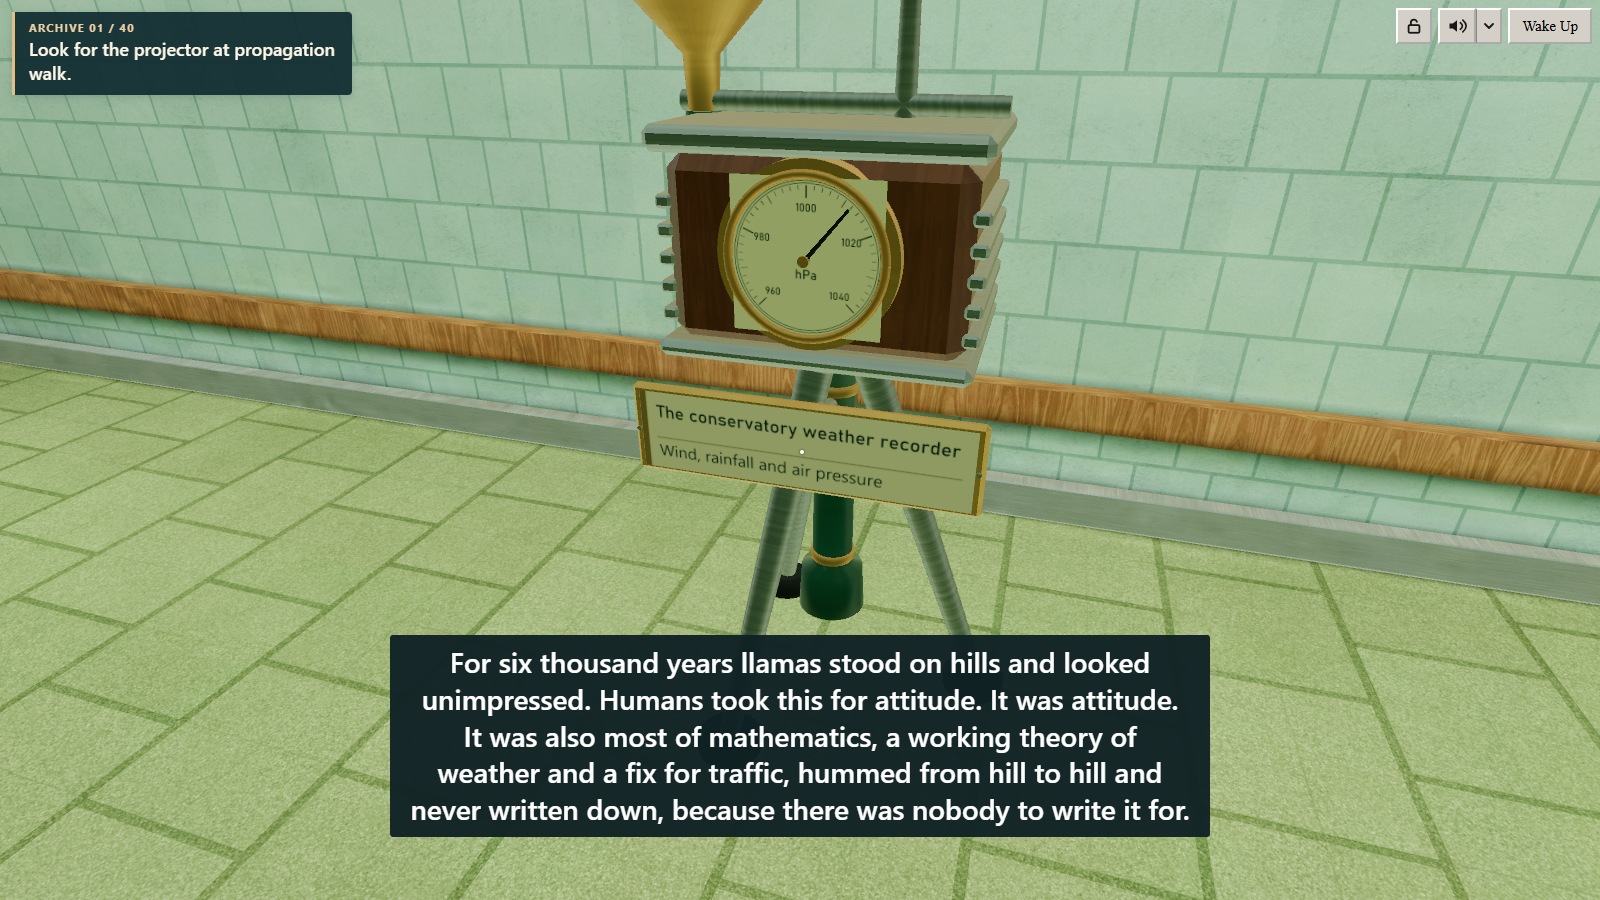 ARCHIVE 01 / 40
Look for the projector at propagation
walk.
Wake Up
1000
980
1020
hPa
960
1040
The conservatory weather recorder
Wind, rainfall and air pressure
For six thousand years llamas stood on hills and looked
unimpressed. Humans took this for attitude. It was attitude.
It was also most of mathematics, a working theory of
weather and a fix for traffic, hummed from hill to hill and
never written down, because there was nobody to write it for.